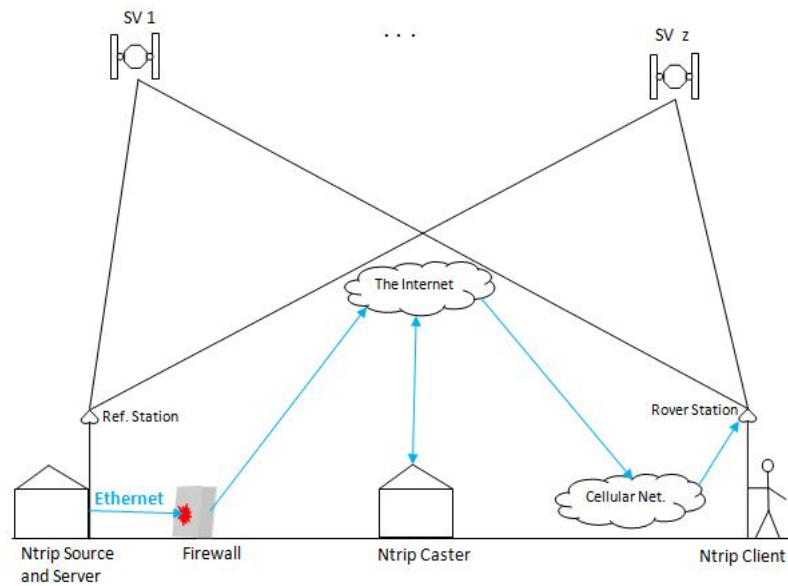 SV 1
. . .
SV z
The Internet
Ref. Station
Rover Station
Ethernet
Cellular Net.
Ntrip Source
and Server
Firewall
Ntrip Caster
Ntrip Client